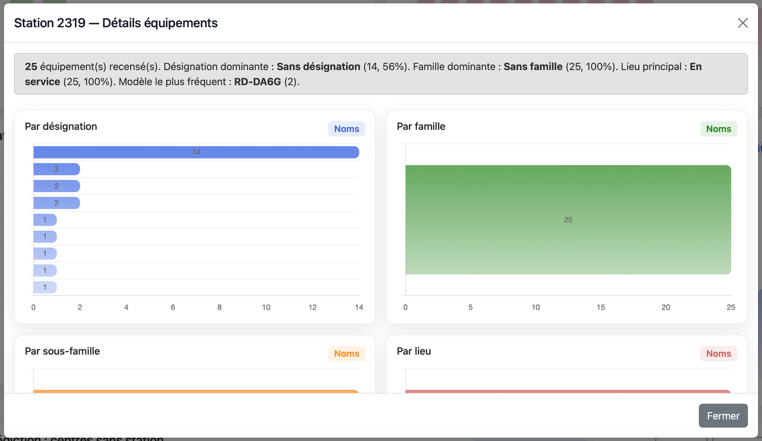 Station 2319 — Détails équipements
25 équipement(s) recensé(s). Désignation dominante : Sans désignation (14, 56%). Famille dominante : Sans famille (25, 100%). Lieu principal : En
service (25, 100%). Modèle le plus fréquent : RD-DA6G (2).
Par désignation
Noms
14
2
2
2
1
1
1
1
1
0 2 4 6 8 10 12 14
Par famille
Noms
25
0 5 10 15 20 25
Par sous-famille
Noms
Par lieu
Noms
Fermer
diction : centres sans station